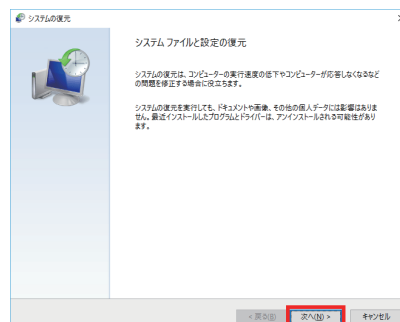 システムの復元
システム ファイルと設定の復元
システムの復元は、コンピューターの実行速度の低下やコンピューターが応答しなくなるなど
の問題を修正する場合に役立ちます。
システムの復元を実行しても、ドキュメントや画像、その他の個人データには影響はありま
せん。最近インストールしたプログラムとドライバーは、アンインストールされる可能性があり
ます。
< 戻る(B) 次へ(N) > キャンセル